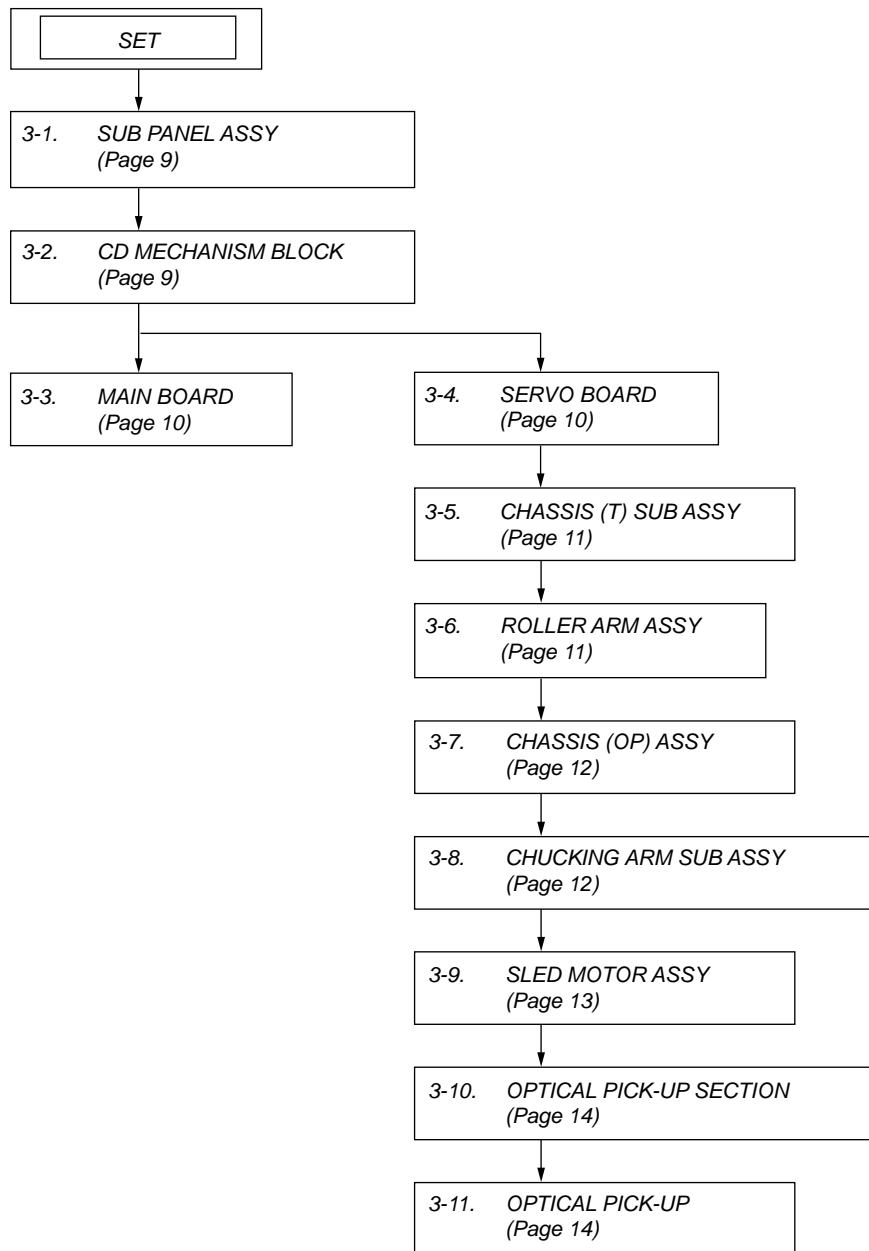 SET
3-1. SUB PANEL ASSY
(Page 9)
3-2. CD MECHANISM BLOCK
(Page 9)
3-3. MAIN BOARD
(Page 10)
3-4. SERVO BOARD
(Page 10)
3-5. CHASSIS (T) SUB ASSY
(Page 11)
3-6. ROLLER ARM ASSY
(Page 11)
3-7. CHASSIS (OP) ASSY
(Page 12)
3-8. CHUCKING ARM SUB ASSY
(Page 12)
3-9. SLED MOTOR ASSY
(Page 13)
3-10. OPTICAL PICK-UP SECTION
(Page 14)
3-11. OPTICAL PICK-UP
(Page 14)